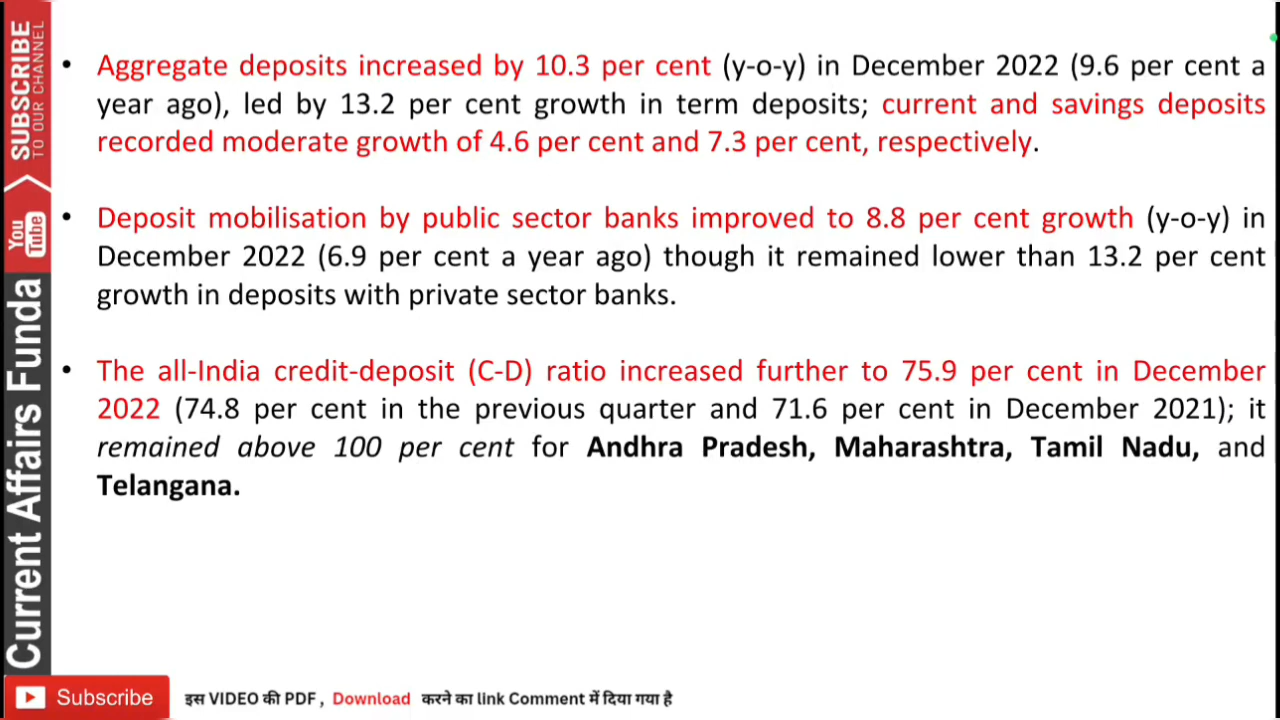 • Aggregate deposits increased by 10.3 per cent (y-o-y) in December 2022 (9.6 per cent a
year ago), led by 13.2 per cent growth in term deposits; current and savings deposits
recorded moderate growth of 4.6 per cent and 7.3 per cent, respectively.
• Deposit mobilisation by public sector banks improved to 8.8 per cent growth (y-o-y) in
December 2022 (6.9 per cent a year ago) though it remained lower than 13.2 per cent
growth in deposits with private sector banks.
• The all-India credit-deposit (C-D) ratio increased further to 75.9 per cent in December
2022 (74.8 per cent in the previous quarter and 71.6 per cent in December 2021); it
remained above 100 per cent for Andhra Pradesh, Maharashtra, Tamil Nadu, and
Telangana.
SUBSCRIBE
TO OUR CHANNEL
You
Tube
Current Affairs Funda
Subscribe
इस VIDEO की PDF , Download करने का link Comment में दिया गया है